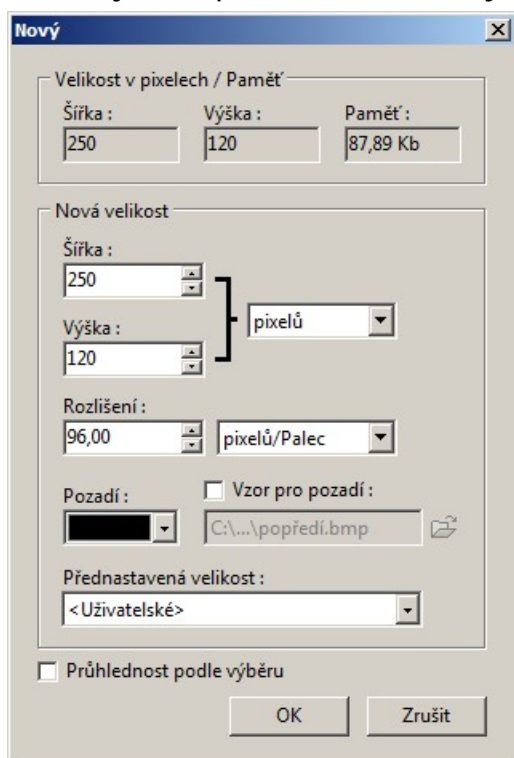 Nový
Velikost v pixelech / Paměť
Šířka : Výška : Paměť :
250 120 87,89 Kb
Nová velikost
Šířka :
250
pixelů
Výška :
120
Rozlišení :
96,00 pixelů/Palec
Pozadí : Vzor pro pozadí :
C:\...\popředí.bmp
Přednastavená velikost :
<Uživatelské>
Průhlednost podle výběru
OK Zrušit